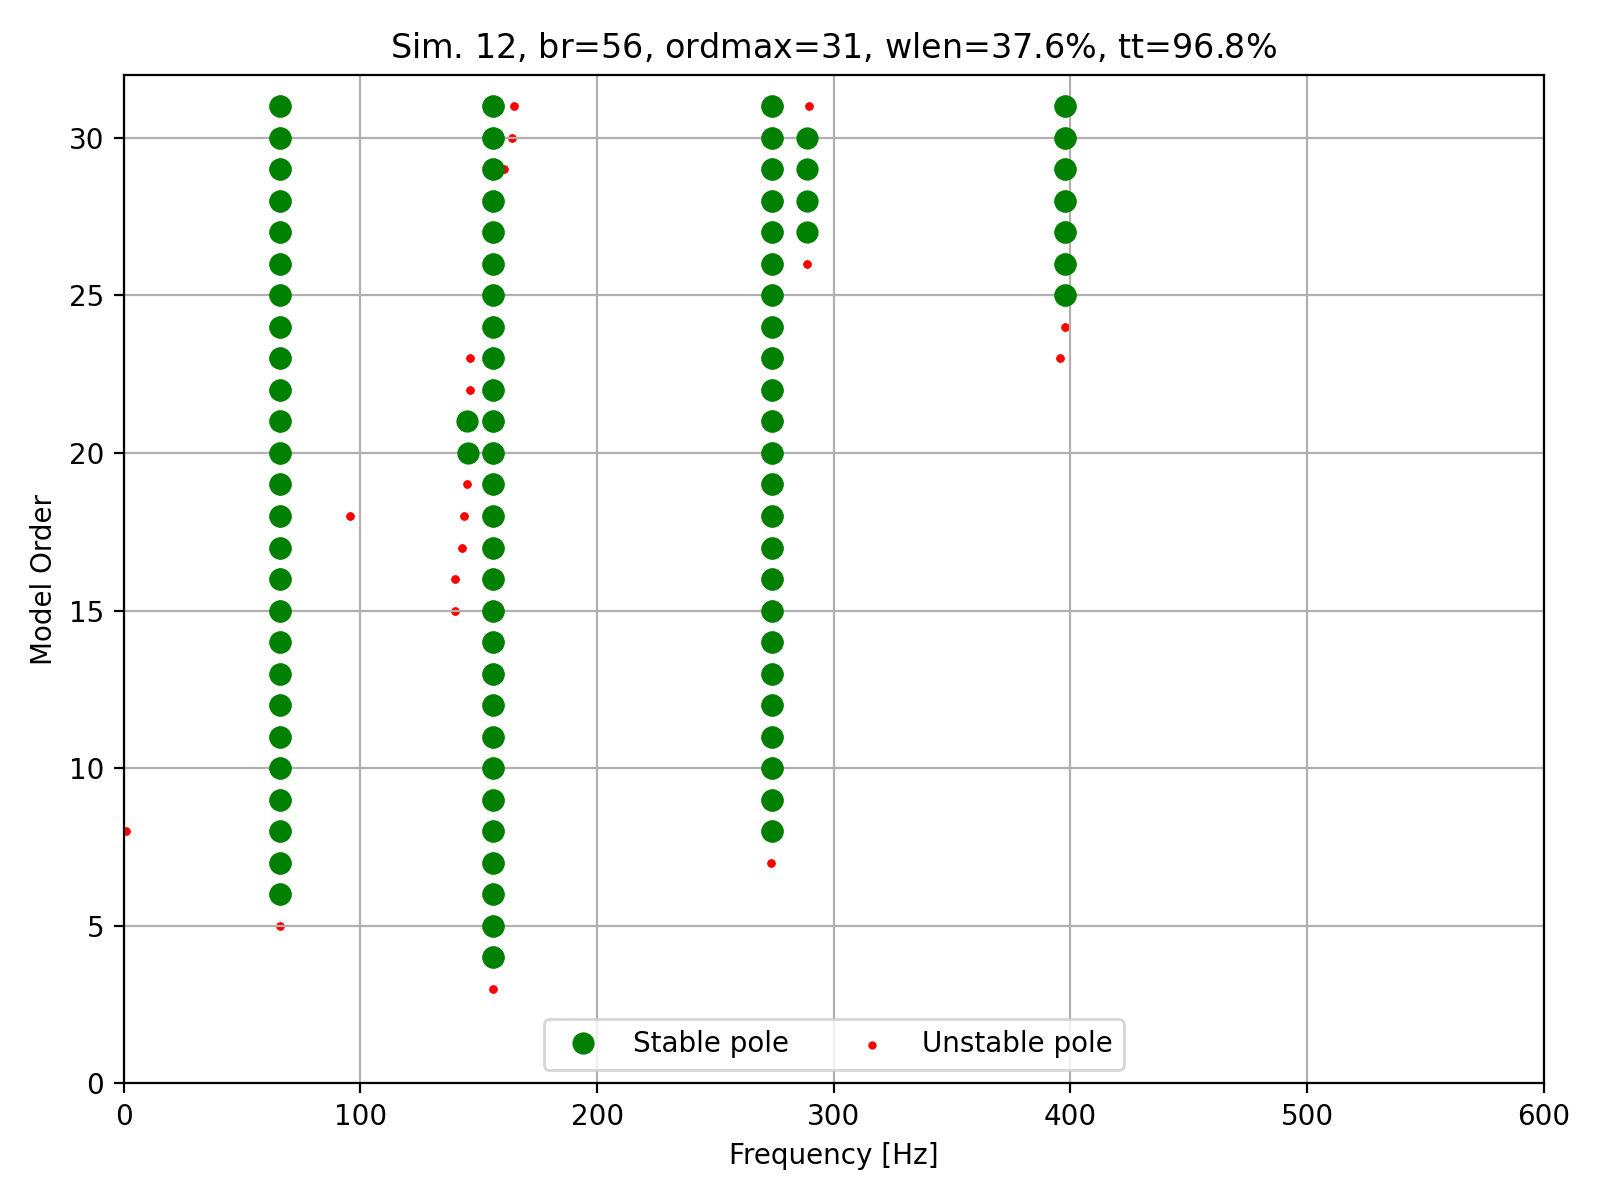 Sim. 12, br=56, ordmax=31, wlen=37.6%, tt=96.8%
30
25
20
15
10
5
0
Model Order
Stable pole
Unstable pole
0 100 200 300 400 500 600
Frequency [Hz]